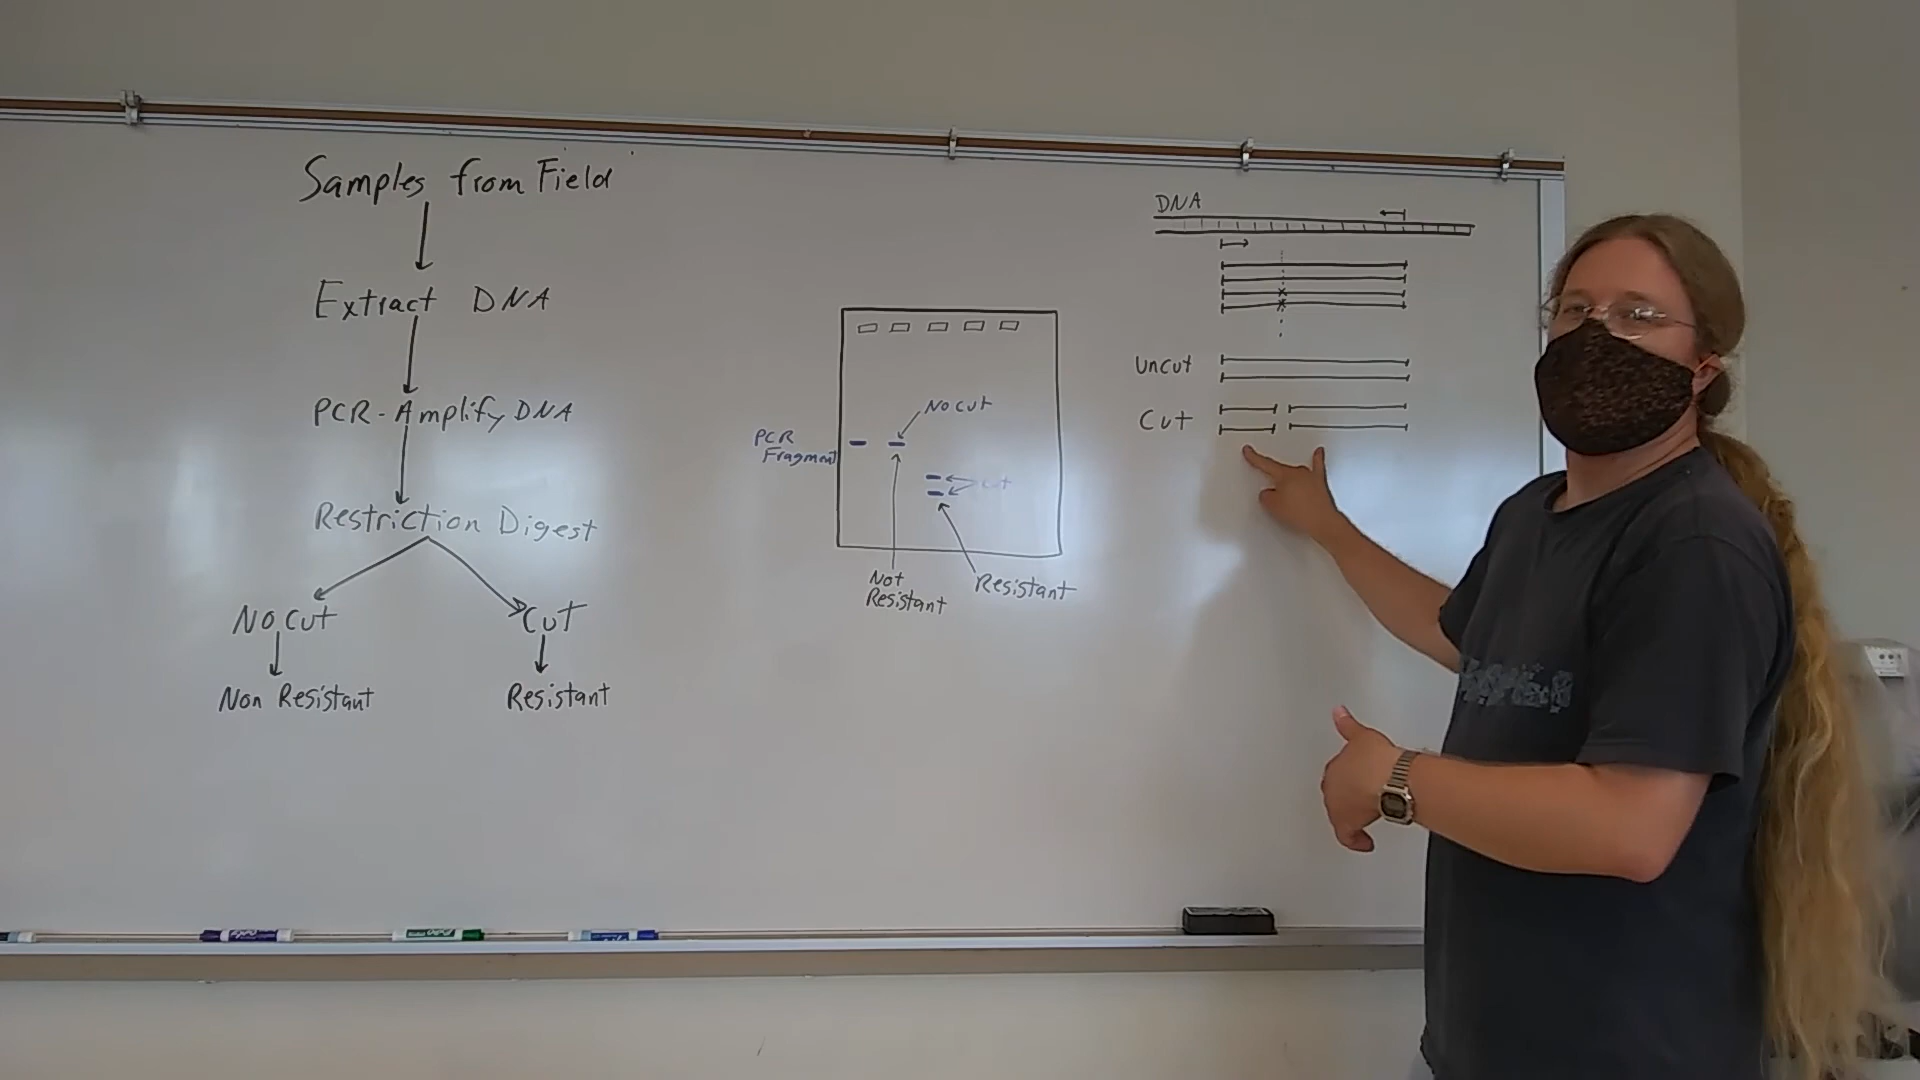 Samples from Field
Extract DNA
PCR-Amplify DNA
Restriction Digest
No Cut
Cut
Non Resistant
Resistant
No cut
PCR
Fragment
cut
Not
Resistant
Resistant
DNA
Uncut
Cut